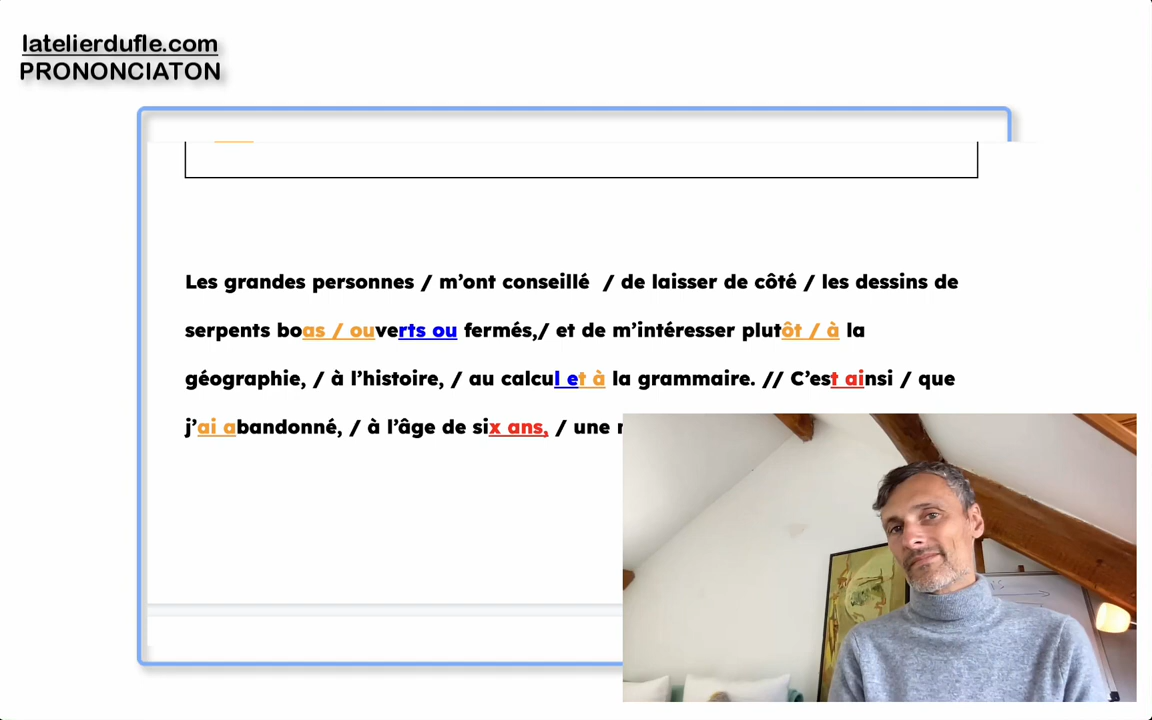 latelierdufle.com
PRONONCIATON
Les grandes personnes / m’ont conseillé / de laisser de côté / les dessins de
serpents boas / ouverts ou fermés,/ et de m’intéresser plutôt / à la
géographie, / à l’histoire, / au calcul et à la grammaire. // C’est ainsi / que
j’ai abandonné, / à l’âge de six ans, / une